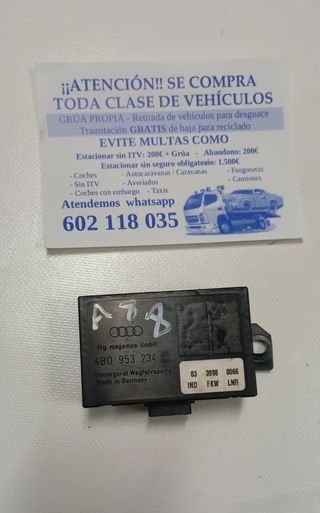 ¡¡ATENCIÓN!! SE COMPRA
TODA CLASE DE VEHÍCULOS
GRÚA PROPIA - Retirada de vehículos para desguace
Tramitación GRATIS de baja para reciclado
EVITE MULTAS COMO
Estacionar sin ITV: 200€ + Grúa - Abandono: 200€
Estacionar sin seguro obligatorio: 1.500€
- Coches - Autocaravanas / Caravanas - Furgonetas
- Sin ITV - Averiados - Camiones
- Coches con embargo - Taxis
Atendemos whatsapp
602 118 035
A38
Ing. magamos GmbH
4B0 953 234
Steuergerät Wegfahrsperre
Made in Germany
03 3998 0066
IND FKW LNR